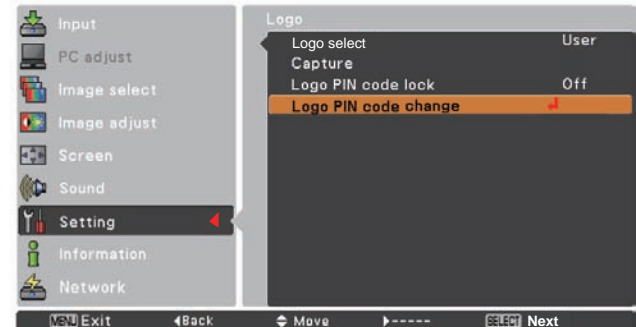 Input
PC adjust
Image select
Image adjust
Screen
Sound
Setting
Information
Network
Logo
Logo select User
Capture
Logo PIN code lock Off
Logo PIN code change
MENU Exit Back Move ----- SELECT Next